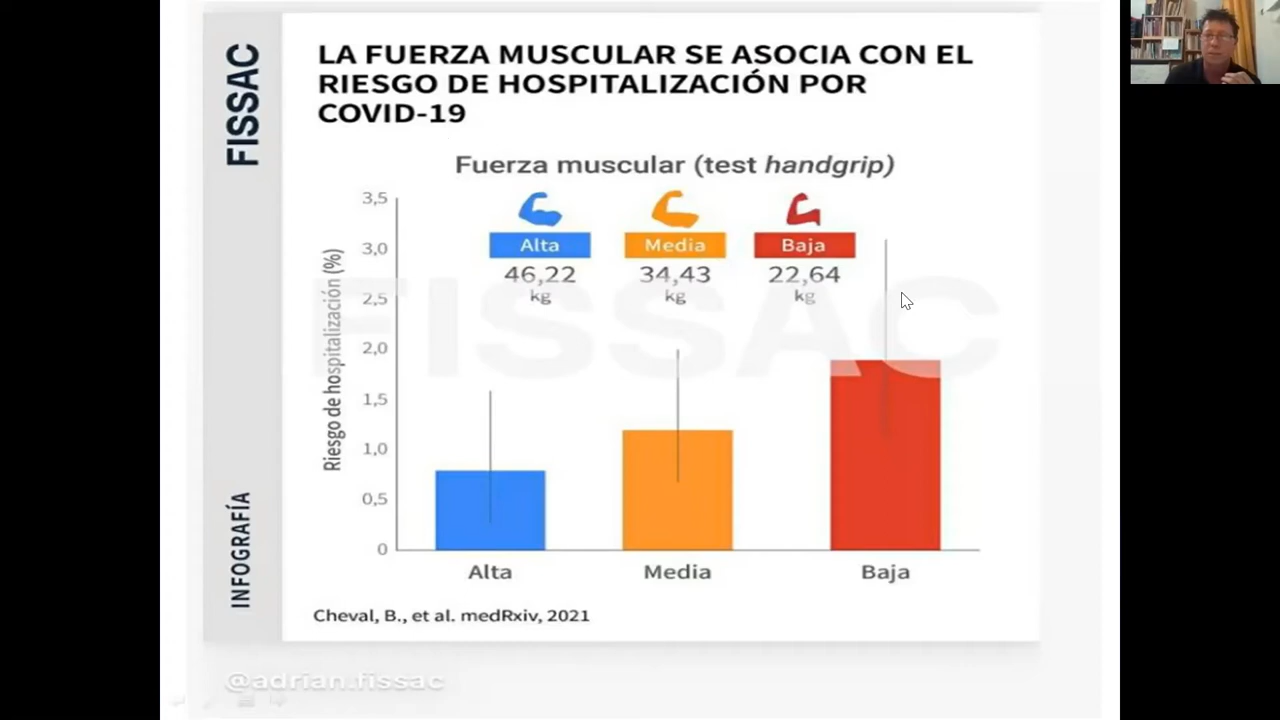 FISSAC
INFOGRAFÍA
LA FUERZA MUSCULAR SE ASOCIA CON EL
RIESGO DE HOSPITALIZACIÓN POR
COVID-19
Fuerza muscular (test handgrip)
Alta Media Baja
46,22 34,43 22,64
kg kg kg
Riesgo de hospitalización (%)
3,5
3,0
2,5
2,0
1,5
1,0
0,5
0
FISSAC
Alta Media Baja
Cheval, B., et al. medRxiv, 2021
@adrian.fissac